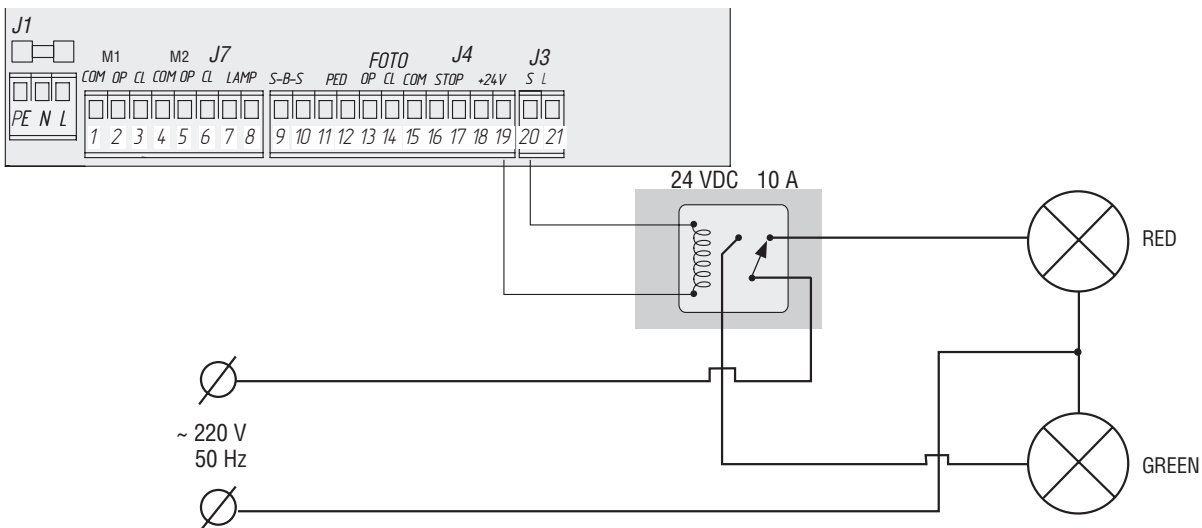 J1
M1 M2 J7 FOTO J4 J3
COM OP CL COM OP CL LAMP S-B-S PED OP CL COM STOP +24V S L
PE N L
1 2 3 4 5 6 7 8 9 10 11 12 13 14 15 16 17 18 19 20 21
24 VDC 10 A
RED
~ 220 V
50 Hz
GREEN